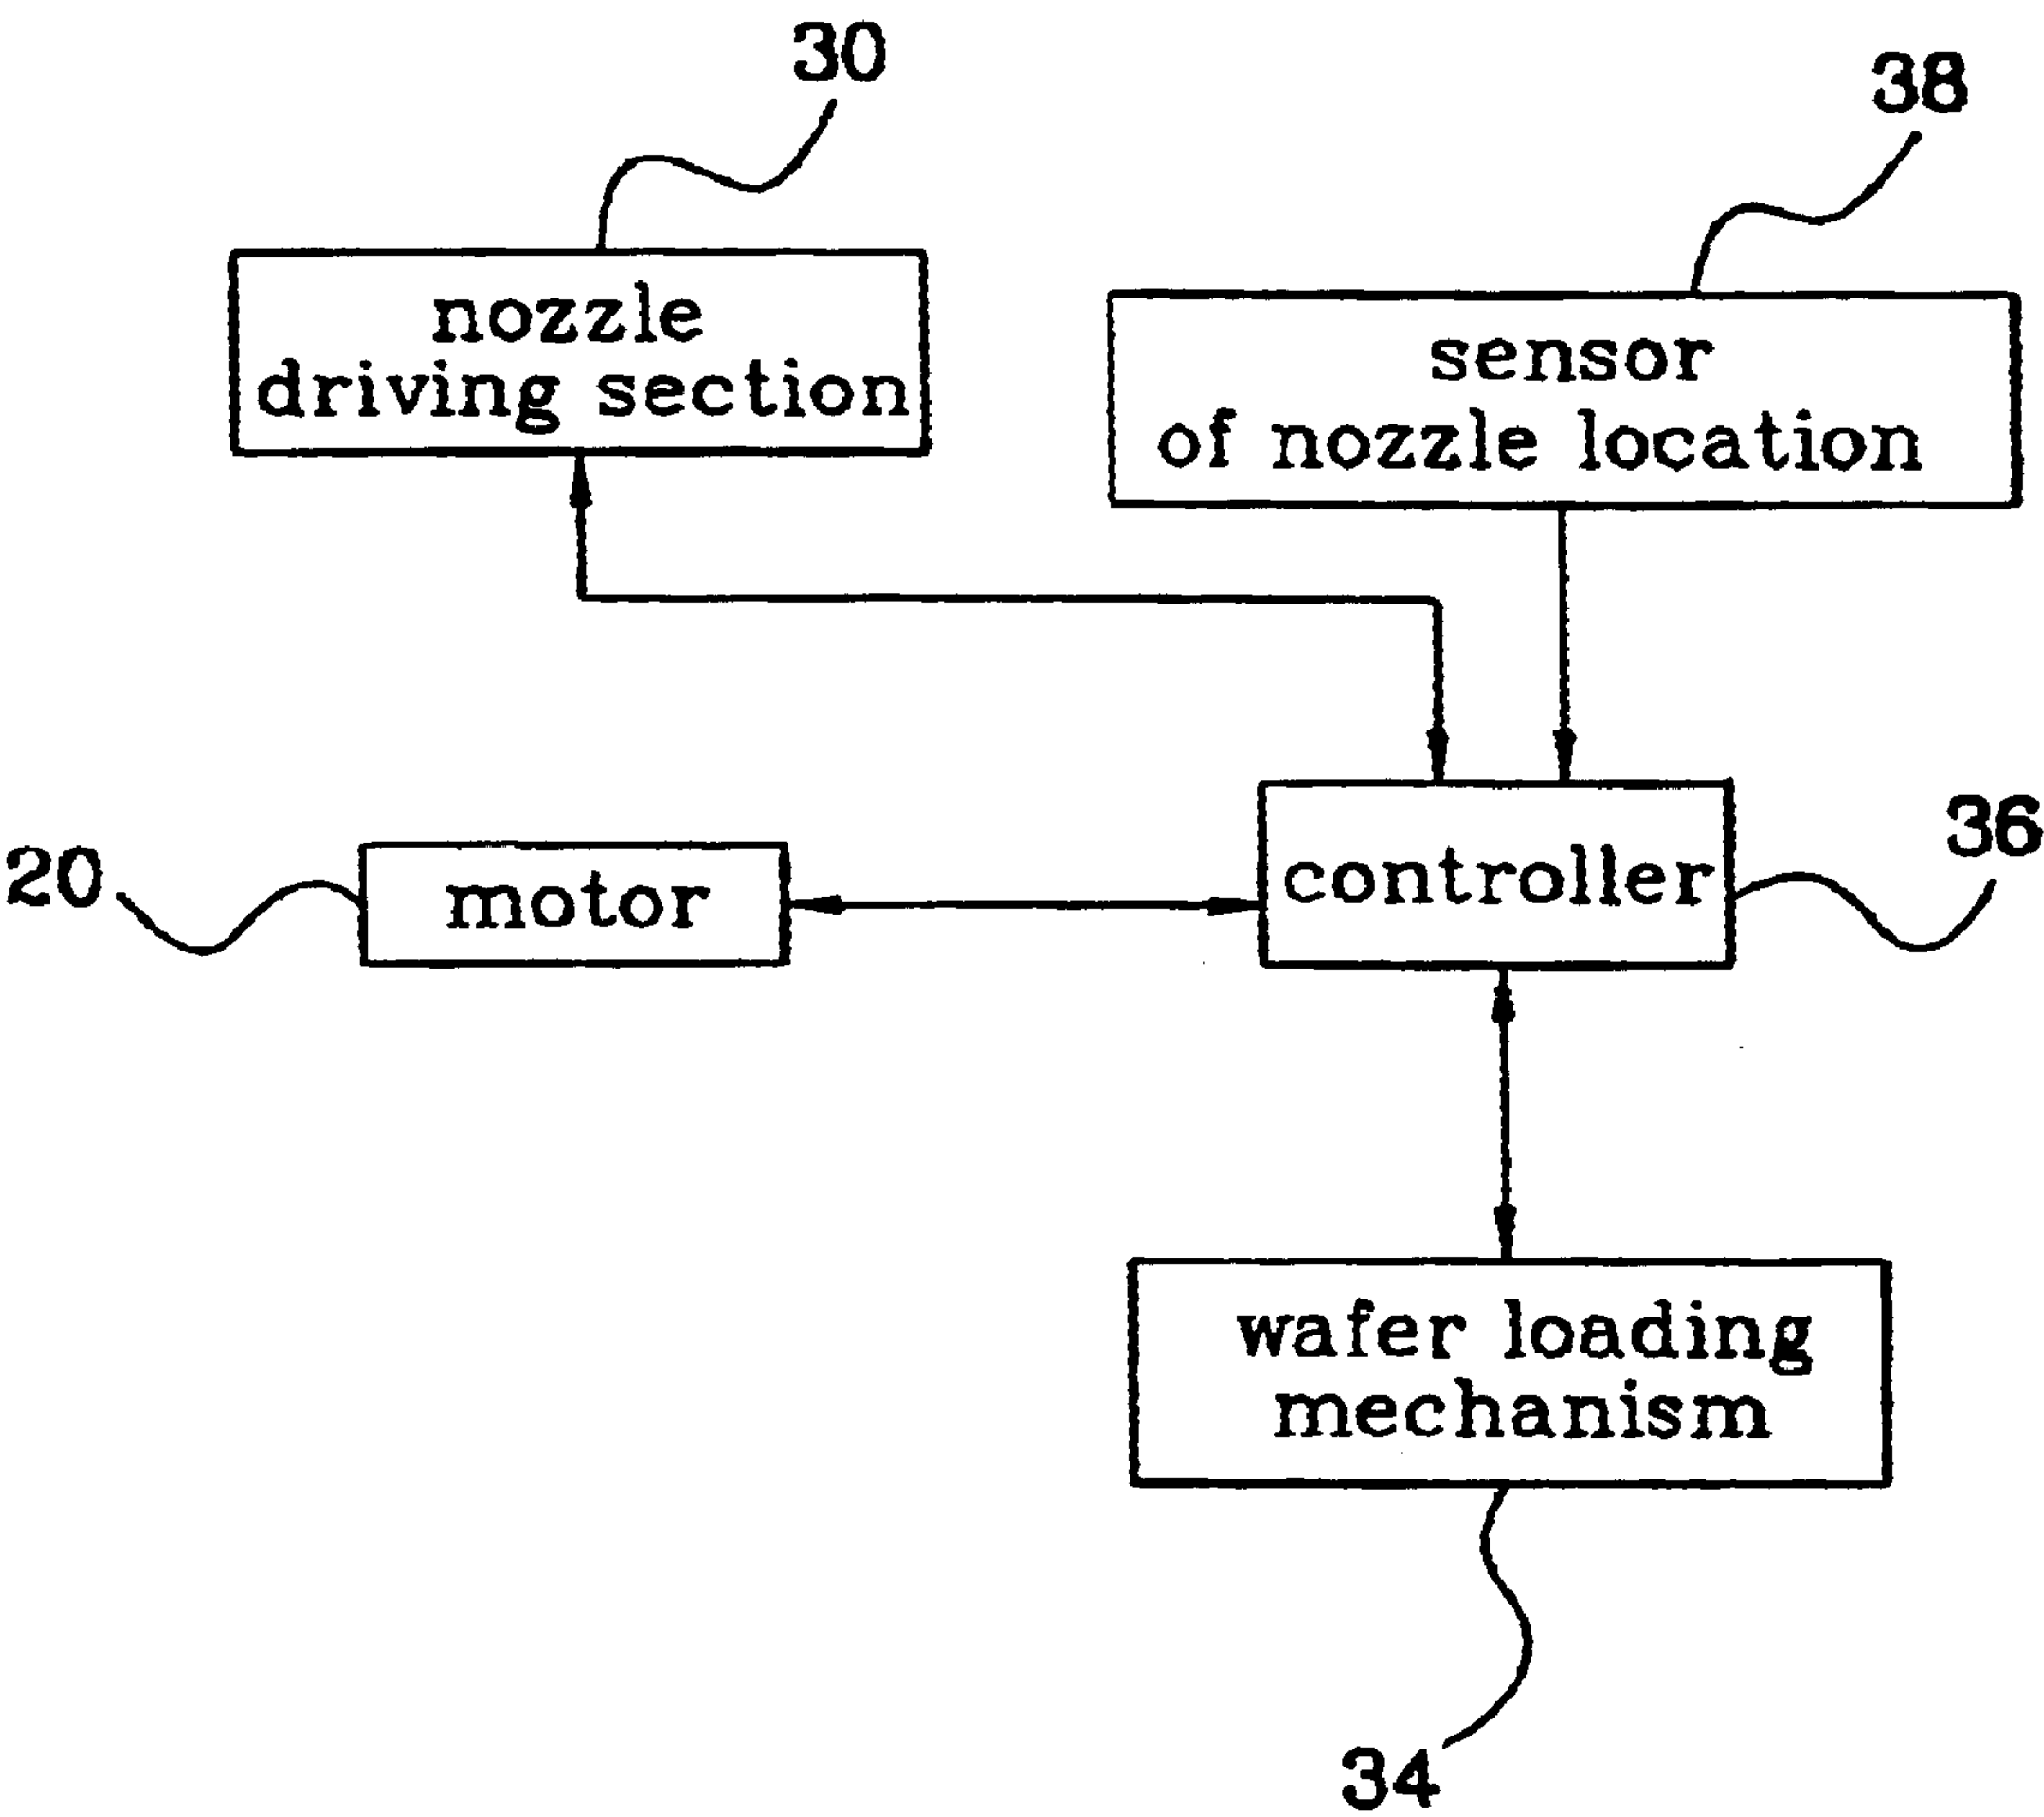 30
38
nozzle
driving section
sensor
of nozzle location
20
motor
controller
36
wafer loading
mechanism
34